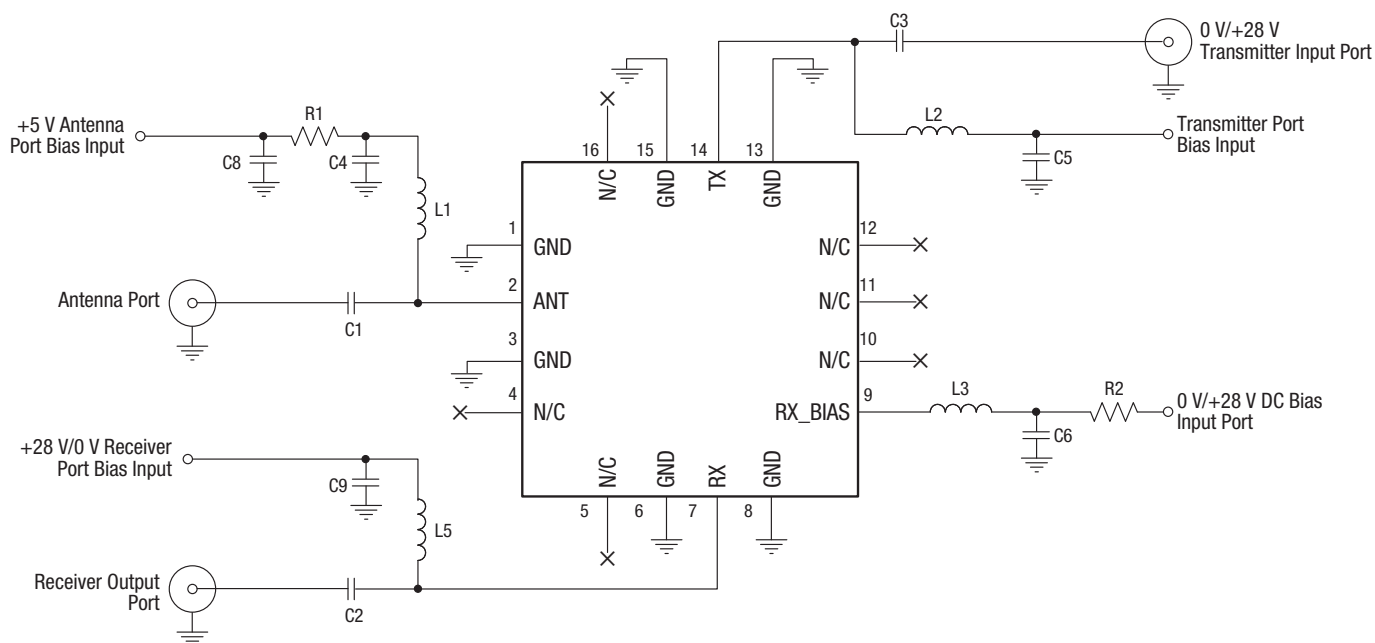 C3
0 V/+28 V
Transmitter Input Port
+5 V Antenna
Port Bias Input
R1
C8
C4
L1
L2
Transmitter Port
Bias Input
C5
16
15
14
13
N/C
GND
TX
GND
1
GND
12
N/C
Antenna Port
C1
2
ANT
11
N/C
3
GND
10
N/C
4
N/C
9
RX_BIAS
L3
R2
0 V/+28 V DC Bias
Input Port
C6
+28 V/0 V Receiver
Port Bias Input
C9
L5
N/C
GND
RX
GND
5
6
7
8
Receiver Output
Port
C2